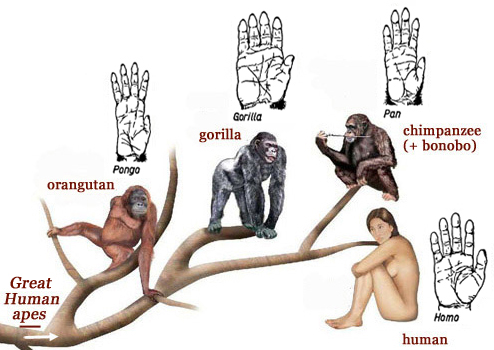 Pan
Gorilla
gorilla
chimpanzee
(+ bonobo)
Pongo
orangutan
Great
Human
apes
Homo
human